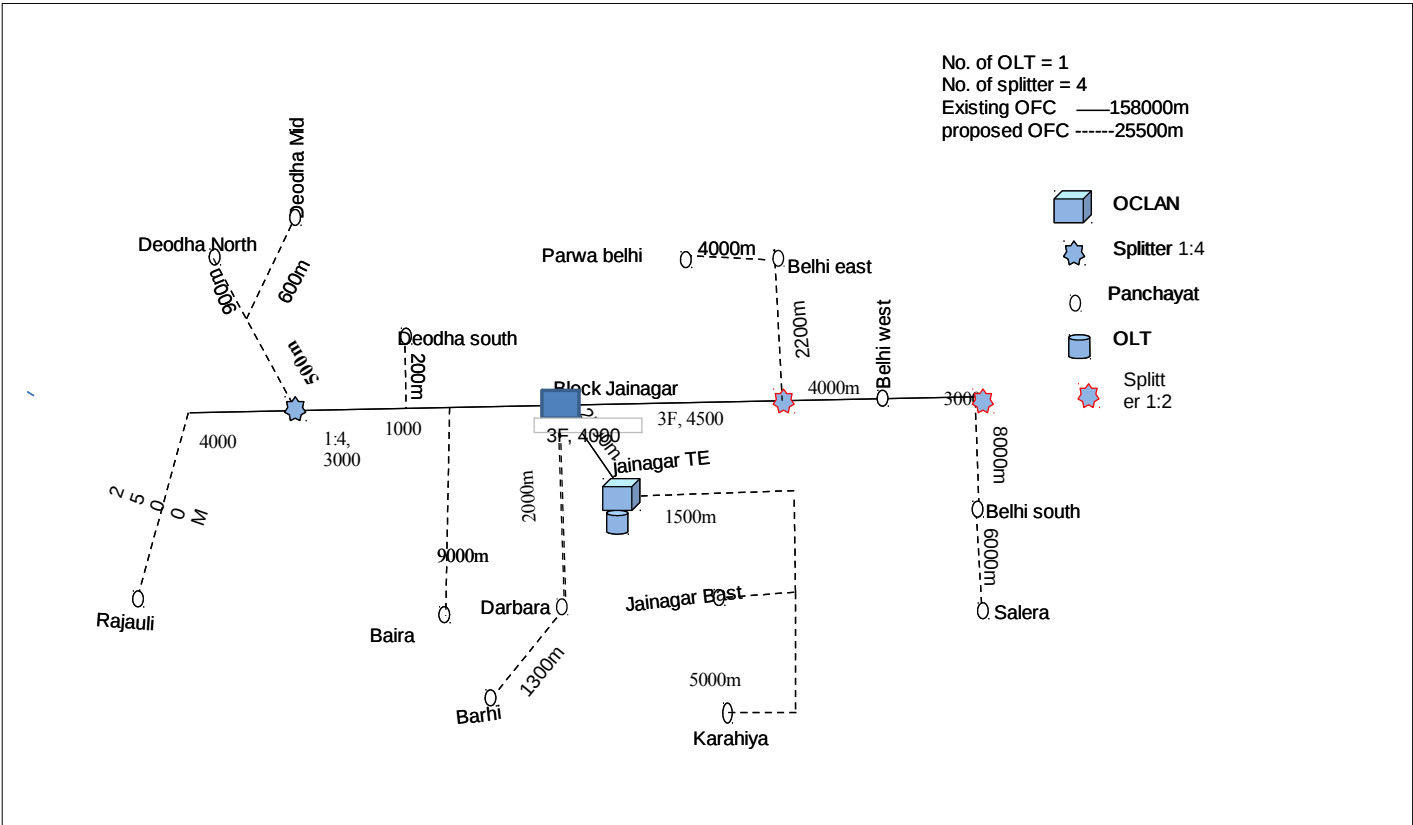 No. of OLT = 1
No. of splitter = 4
Existing OFC ——158000m
proposed OFC ------25500m
OCLAN
Splitter 1:4
Panchayat
OLT
Splitt
er 1:2
Deodha Mid
Deodha North
900m
600m
500m
Deodha south
200m
Parwa belhi
4000m
Belhi east
2200m
Belhi west
Block Jainagar
4000m
3000
3F, 4500
3F, 4000
4000
1:4,
3000
1000
jainagar TE
2500M
2000m
1500m
8000m
Belhi south
6000m
9000m
Rajauli
Baira
Darbara
Jainagar East
Salera
1300m
Barhi
5000m
Karahiya